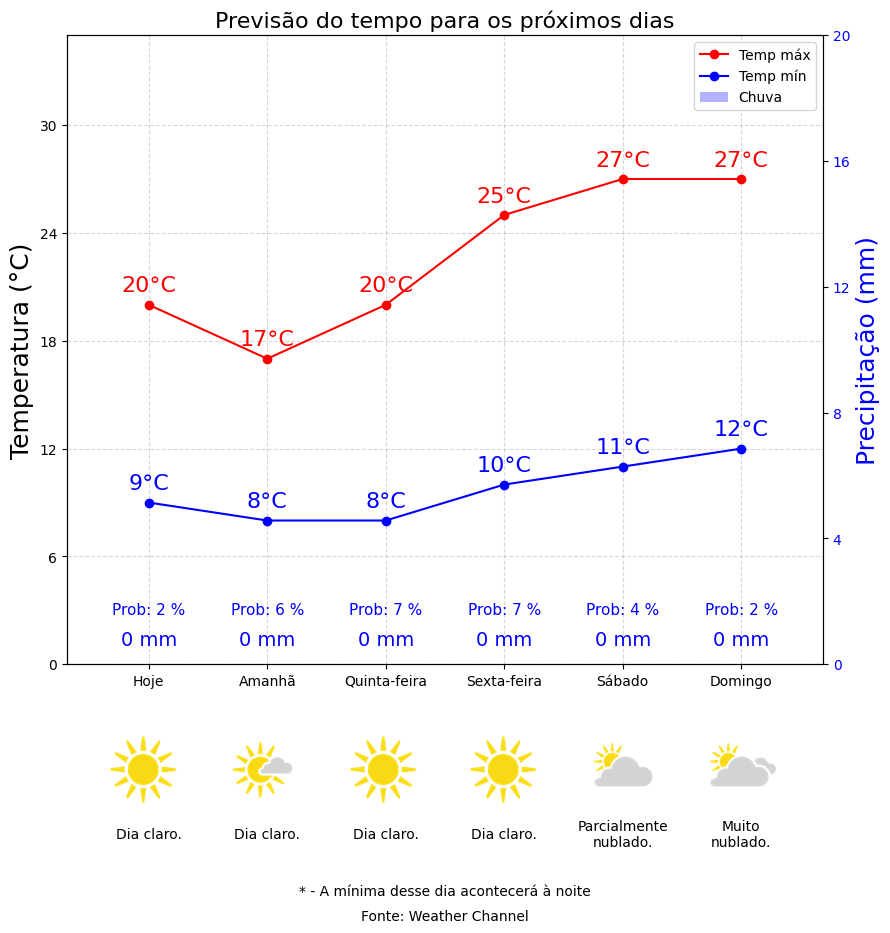 Previsão do tempo para os próximos dias
Temp máx
Temp mín
Chuva
Temperatura (°C)
30
24
18
12
6
0
Precipitação (mm)
20
16
12
8
4
0
20°C
17°C
20°C
25°C
27°C
27°C
9°C
8°C
8°C
10°C
11°C
12°C
Prob: 2 %
Prob: 6 %
Prob: 7 %
Prob: 7 %
Prob: 4 %
Prob: 2 %
0 mm
0 mm
0 mm
0 mm
0 mm
0 mm
Hoje
Amanhã
Quinta-feira
Sexta-feira
Sábado
Domingo
Dia claro.
Dia claro.
Dia claro.
Dia claro.
Parcialmente
nublado.
Muito
nublado.
* - A mínima desse dia acontecerá à noite
Fonte: Weather Channel